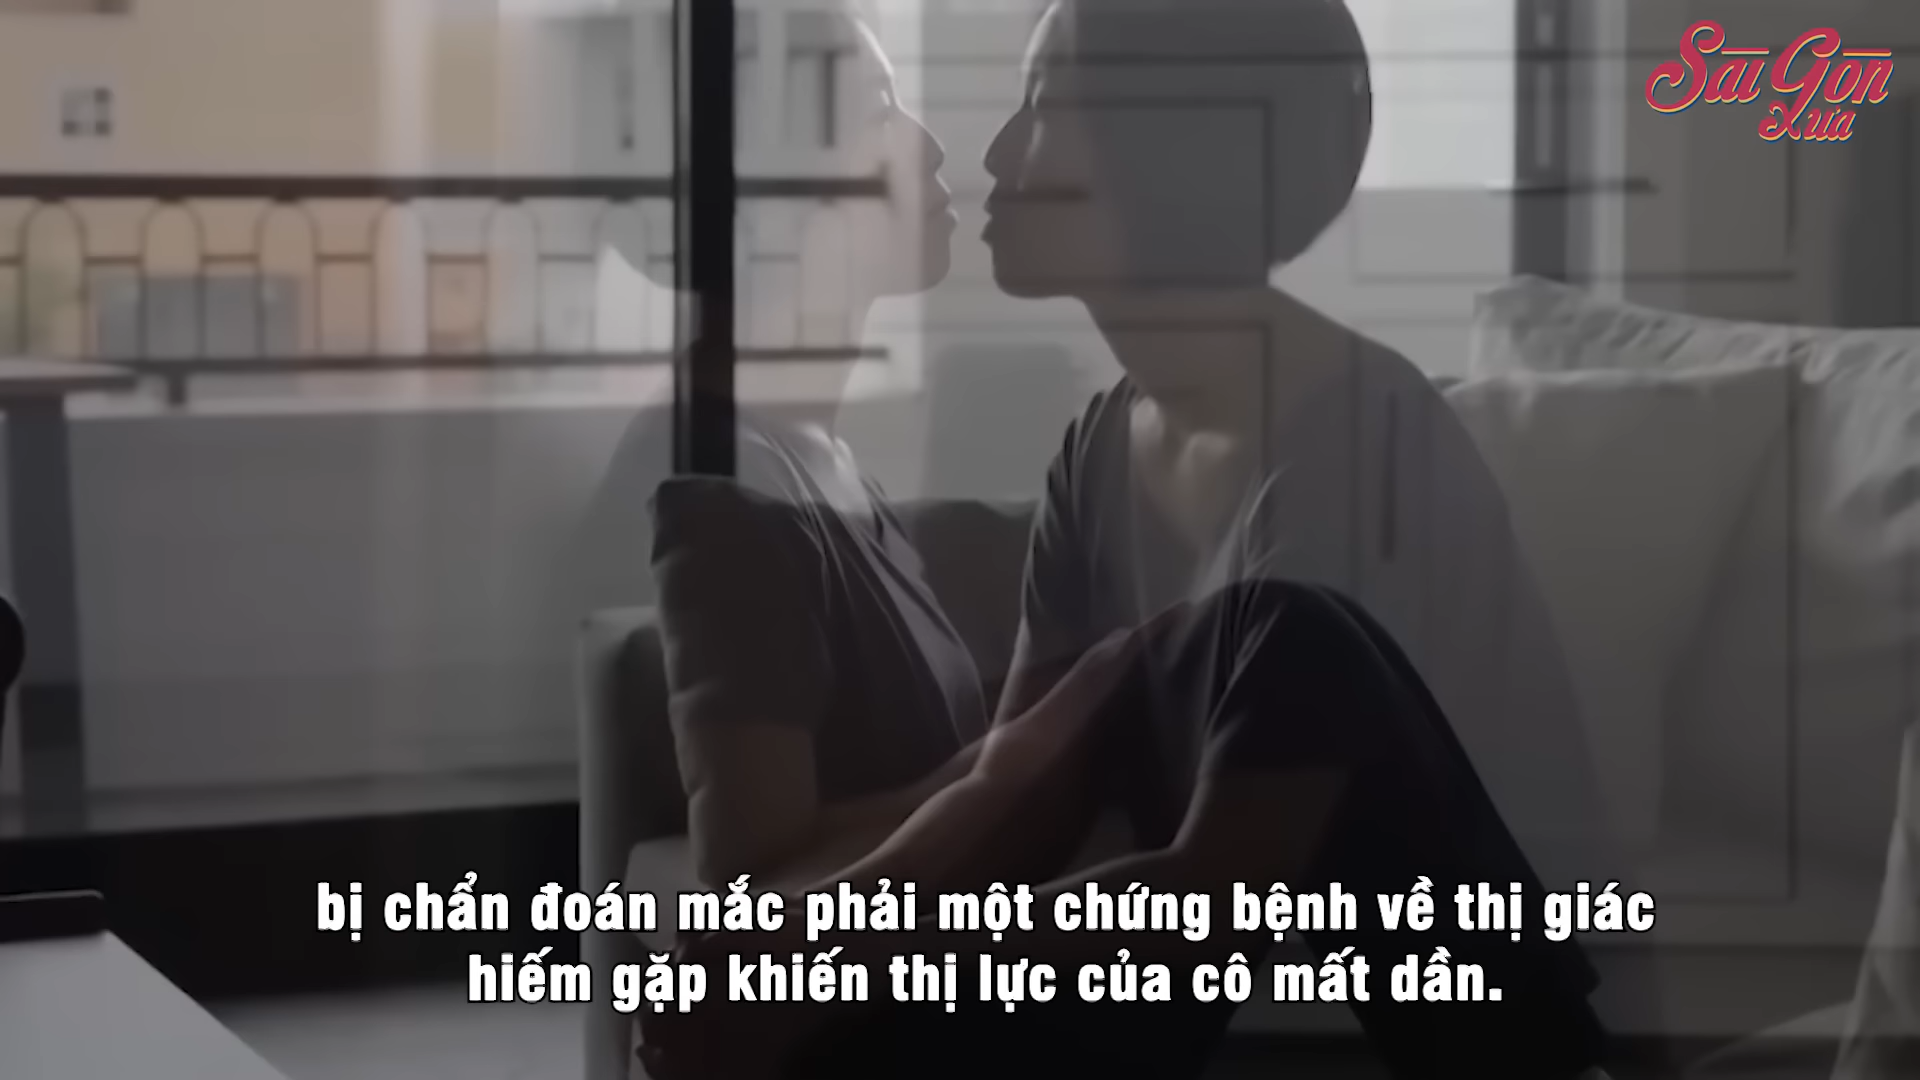 Sài Gòn
Xưa
bị chẩn đoán mắc phải một chứng bệnh về thị giác
hiếm gặp khiến thị lực của cô mất dần.